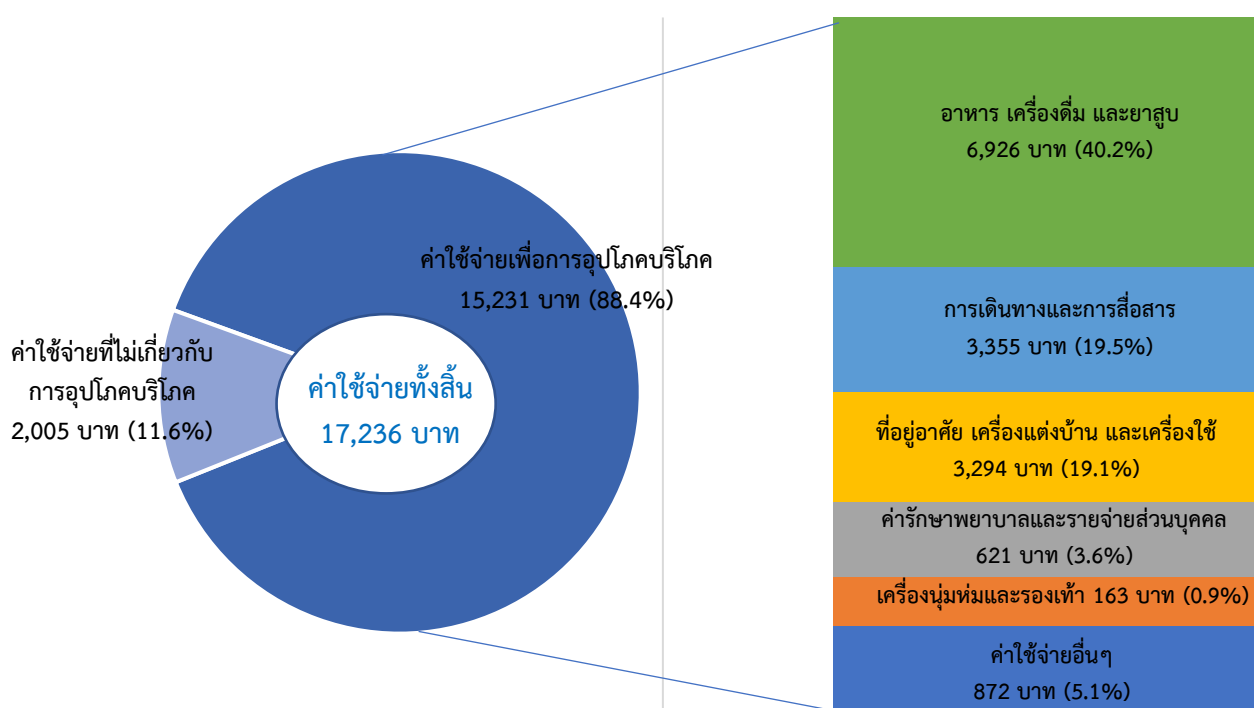 ค่าใช้จ่ายเพื่อการอุปโภคบริโภค
15,231 บาท (88.4%)
ค่าใช้จ่ายที่ไม่เกี่ยวกับ
การอุปโภคบริโภค
2,005 บาท (11.6%)
ค่าใช้จ่ายทั้งสิ้น
17,236 บาท
อาหาร เครื่องดื่ม และยาสูบ
6,926 บาท (40.2%)
การเดินทางและการสื่อสาร
3,355 บาท (19.5%)
ที่อยู่อาศัย เครื่องแต่งบ้าน และเครื่องใช้
3,294 บาท (19.1%)
ค่ารักษาพยาบาลและรายจ่ายส่วนบุคคล
621 บาท (3.6%)
เครื่องนุ่มห่มและรองเท้า 163 บาท (0.9%)
ค่าใช้จ่ายอื่นๆ
872 บาท (5.1%)